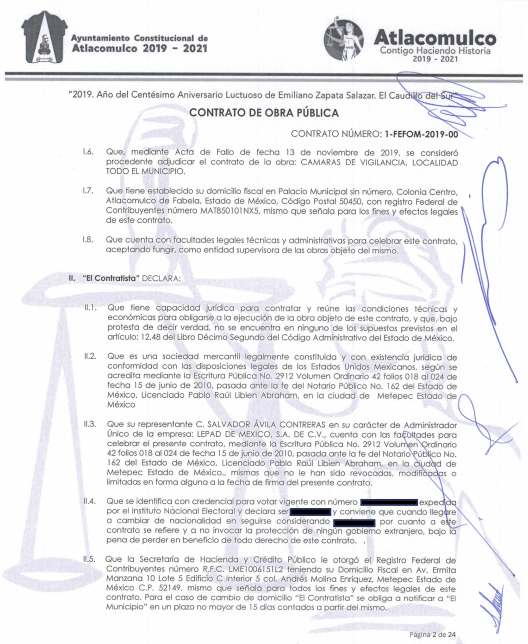 Ayuntamiento Constitucional de
Atlacomulco 2019 - 2021
Atlacomulco
Contigo Haciendo Historia
2019 - 2021
"2019. Año del Centésimo Aniversario Luctuoso de Emiliano Zapata Salazar. El Caudillo del Sur"
CONTRATO DE OBRA PÚBLICA
CONTRATO NÚMERO: 1-FEFOM-2019-00
I.6. Que, mediante Acta de Fallo de fecha 13 de noviembre de 2019, se consideró
procedente adjudicar el contrato de la obra: CAMARAS DE VIGILANCIA, LOCALIDAD
TODO EL MUNICIPIO.
I.7. Que tiene establecido su domicilio fiscal en Palacio Municipal sin número, Colonia Centro,
Atlacomulco de Fabela, Estado de México, Código Postal 50450, con registro Federal de
Contribuyentes número MATB50101NX5, mismo que señala para los fines y efectos legales
de este contrato.
I.8. Que cuenta con facultades legales técnicas y administrativas para celebrar este contrato,
aceptando fungir, como entidad supervisora de las obras objeto del mismo.
II. "El Contratista" DECLARA:
II.1. Que tiene capacidad jurídica para contratar y reúne las condiciones técnicas y
económicas para obligarse a la ejecución de la obra objeto de este contrato, y que, bajo
protesta de decir verdad, no se encuentra en ninguno de los supuestos previstos en el
artículo: 12.48 del Libro Décimo Segundo del Código Administrativo del Estado de México.
II.2. Que es una sociedad mercantil legalmente constituida y con existencia jurídica de
conformidad con las disposiciones legales de los Estados Unidos Mexicanos, según se
acredita mediante la Escritura Pública No. 2912 Volumen Ordinario 42 folios 018 al 024 de
fecha 15 de junio de 2010, pasada ante la fe del Notario Público No. 162 del Estado de
México, Licenciado Pablo Raúl Libien Abraham, en la ciudad de Metepec Estado de
México
II.3. Que su representante C. SALVADOR ÁVILA CONTRERAS en su carácter de Administrador
Único de la empresa: LEPAD DE MEXICO, S.A. DE C.V., cuenta con las facultades para
celebrar el presente contrato, mediante la Escritura Pública No. 2912 Volumen Ordinario
42 folios 018 al 024 de fecha 15 de junio de 2010, pasada ante la fe del Notario Público No.
162 del Estado de México, Licenciado Pablo Raúl Libien Abraham, en la ciudad de
Metepec Estado de México., mismas que no le han sido revocadas, modificadas o
limitadas en forma alguna a la fecha de firma del presente contrato.
II.4. Que se identifica con credencial para votar vigente con número expedida
por el Instituto Nacional Electoral y declara ser y conviene que cuando llegare
a cambiar de nacionalidad en seguirse considerando por cuanto a este
contrato se refiere y a no invocar la protección de ningún gobierno extranjero, bajo la
pena de perder en beneficio de todo derecho de este contrato.
II.5. Que la Secretaría de Hacienda y Crédito Público le otorgó el Registro Federal de
Contribuyentes número R.F.C. LME1006151L2 teniendo su Domicilio Fiscal en Av. Ermita
Manzana 10 Lote 5 Edificio C Interior 5 col. Andrés Molina Enríquez, Metepec Estado de
México C.P. 52149, mismo que señala para todos los fines y efectos legales de este
contrato. Para el caso de cambio de domicilio "El Contratista" se obliga a notificar a "El
Municipio" en un plazo no mayor de 15 días contados a partir del mismo.
Página 2 de 24